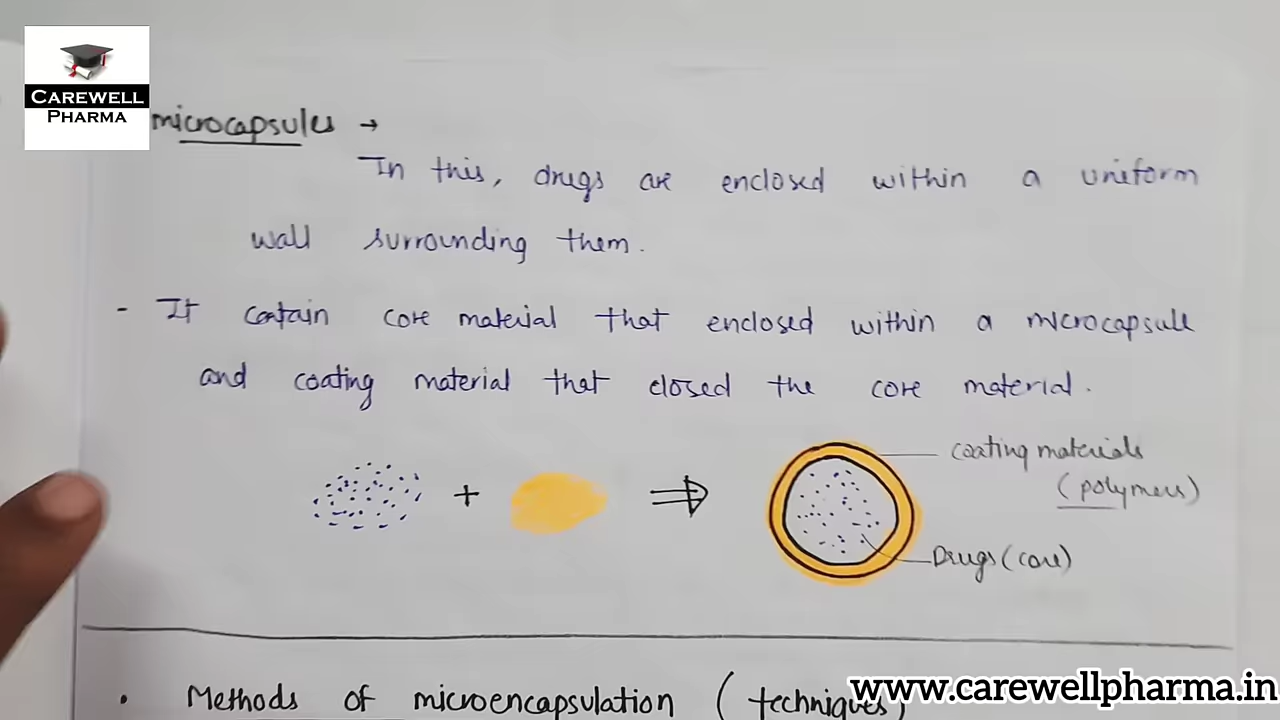 CAREWELL
PHARMA
microcapsules →
In this, drugs are enclosed within a uniform
wall surrounding them.
- It contain core material that enclosed within a microcapsule
and coating material that closed the core material.
+ ⇒
coating materials
(polymers)
Drugs (core)
• Methods of microencapsulation (techniques)
www.carewellpharma.in